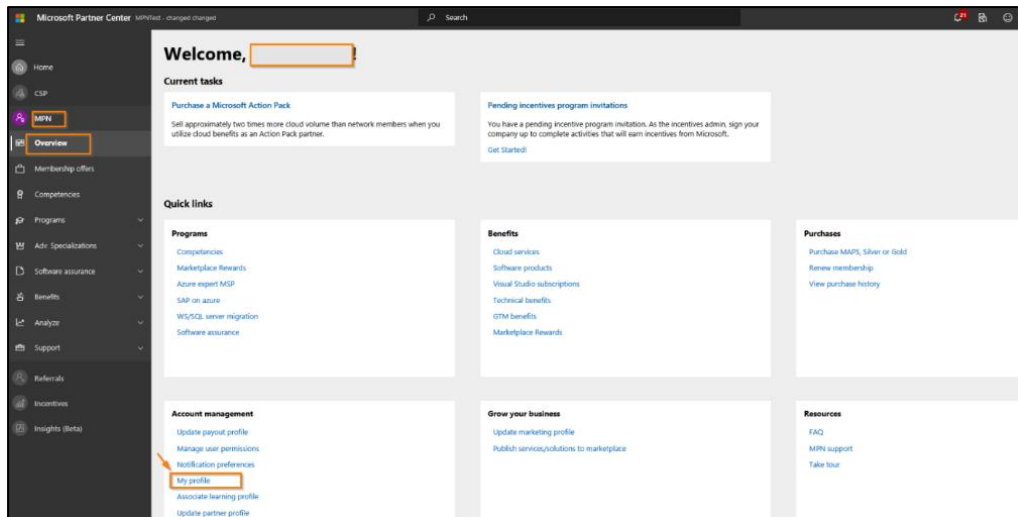 Microsoft Partner Center MPNTest - changed changed
Search
21
Home
CSP
MPN
Overview
Membership offers
Competencies
Programs
Adv. Specializations
Software assurance
Benefits
Analyze
Support
Referrals
Incentives
Insights (Beta)
Welcome, !
Current tasks
Purchase a Microsoft Action Pack
Sell approximately two times more cloud volume than network members when you
utilize cloud benefits as an Action Pack partner.
Pending incentives program invitations
You have a pending incentive program invitation. As the incentives admin, sign your
company up to complete activities that will earn incentives from Microsoft.
Get Started!
Quick links
Programs
Competencies
Marketplace Rewards
Azure expert MSP
SAP on azure
WS/SQL server migration
Software assurance
Benefits
Cloud services
Software products
Visual Studio subscriptions
Technical benefits
GTM benefits
Marketplace Rewards
Purchases
Purchase MAPS, Silver or Gold
Renew membership
View purchase history
Account management
Update payout profile
Manage user permissions
Notification preferences
My profile
Associate learning profile
Update partner profile
Grow your business
Update marketing profile
Publish services/solutions to marketplace
Resources
FAQ
MPN support
Take tour